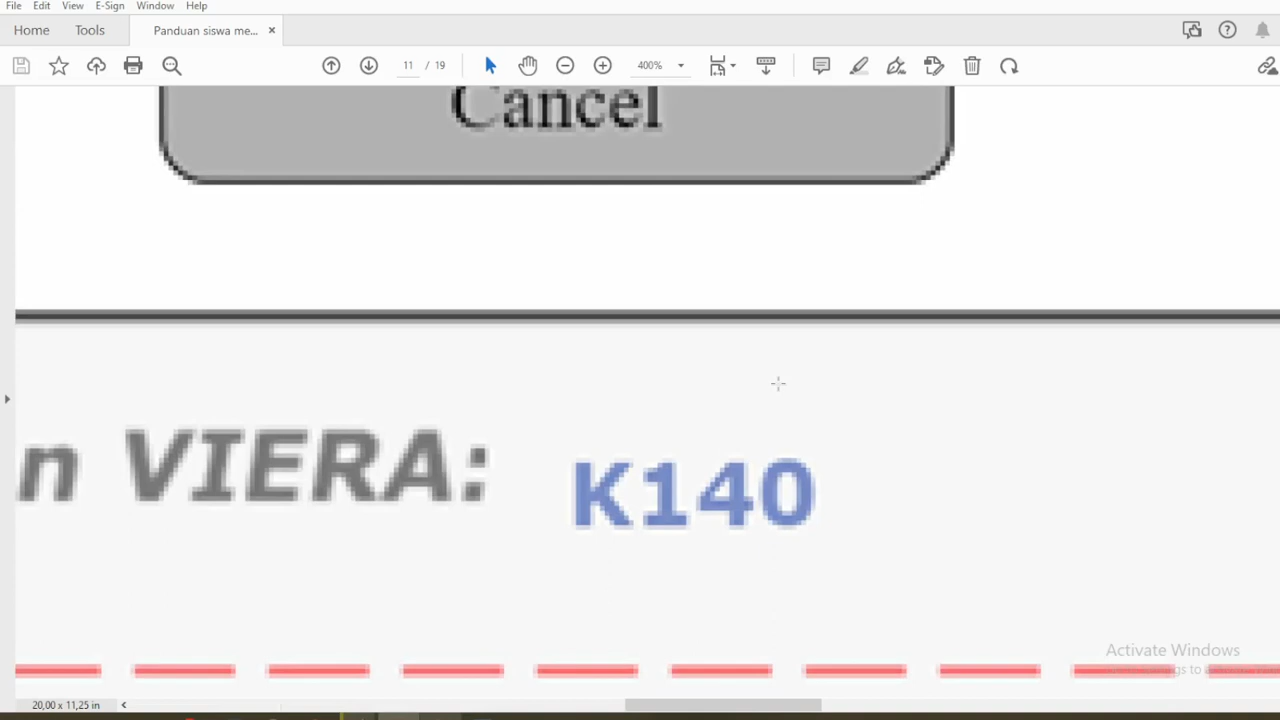 File Edit View E-Sign Window Help
Home Tools Panduan siswa me... ×
11 / 19 400%
Cancel
n VIERA: K140
Activate Windows
20,00 x 11,25 in